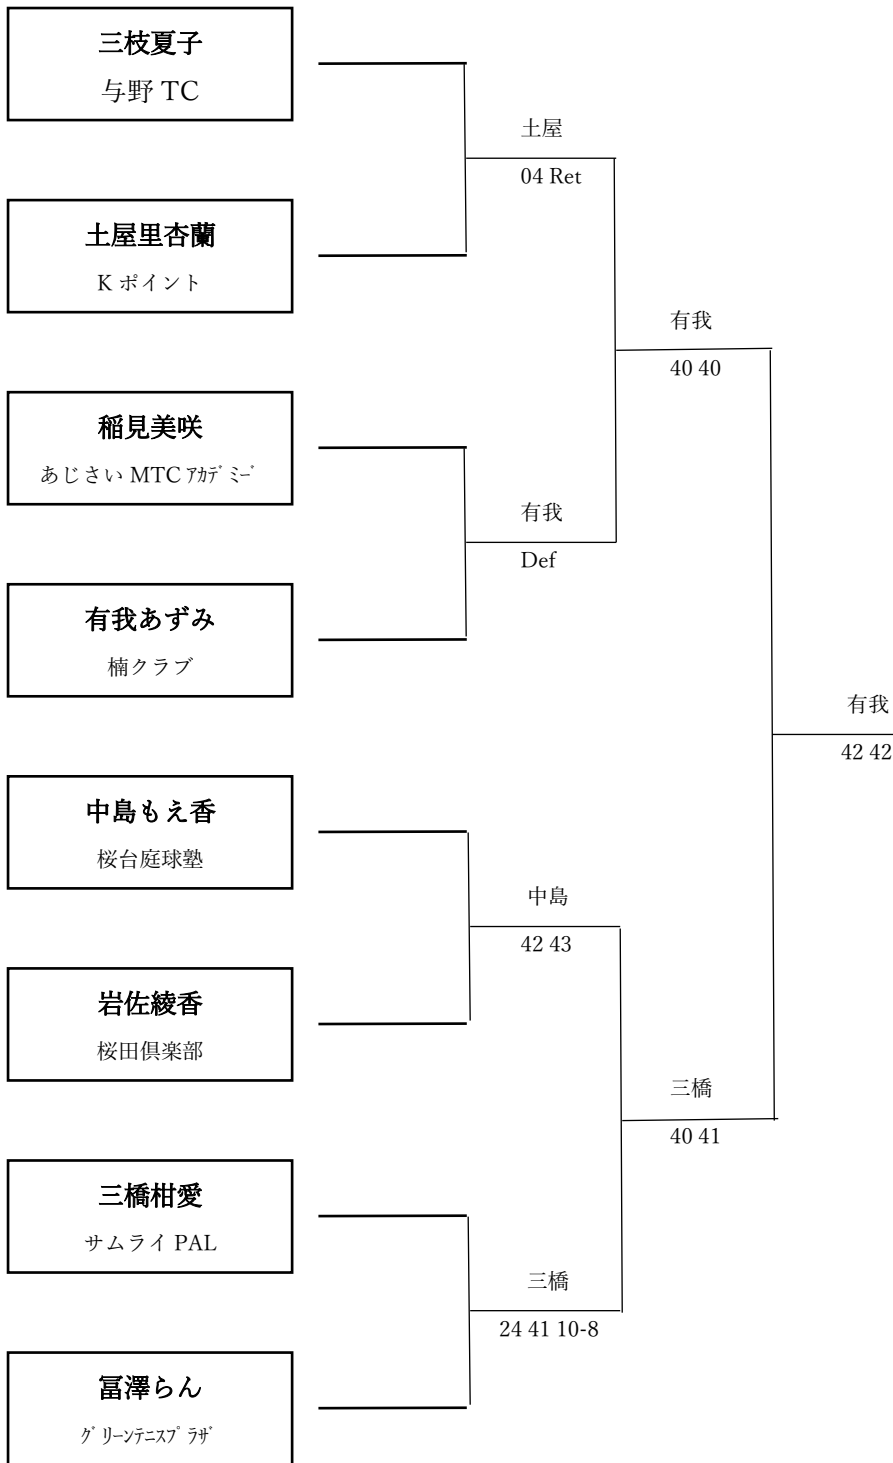 三枝夏子
与野 TC
土屋
04 Ret
土屋里杏蘭
K ポイント
有我
40 40
稲見美咲
あじさい MTC ｱｶﾃﾞﾐｰﾞ
有我
Def
有我あずみ
楠クラブ
有我
42 42
中島もえ香
桜台庭球塾
中島
42 43
岩佐綾香
桜田倶楽部
三橋
40 41
三橋柑愛
サムライ PAL
三橋
24 41 10-8
冨澤らん
ｸﾞﾘｰﾝﾃﾆｽﾌﾟﾗｻﾞ